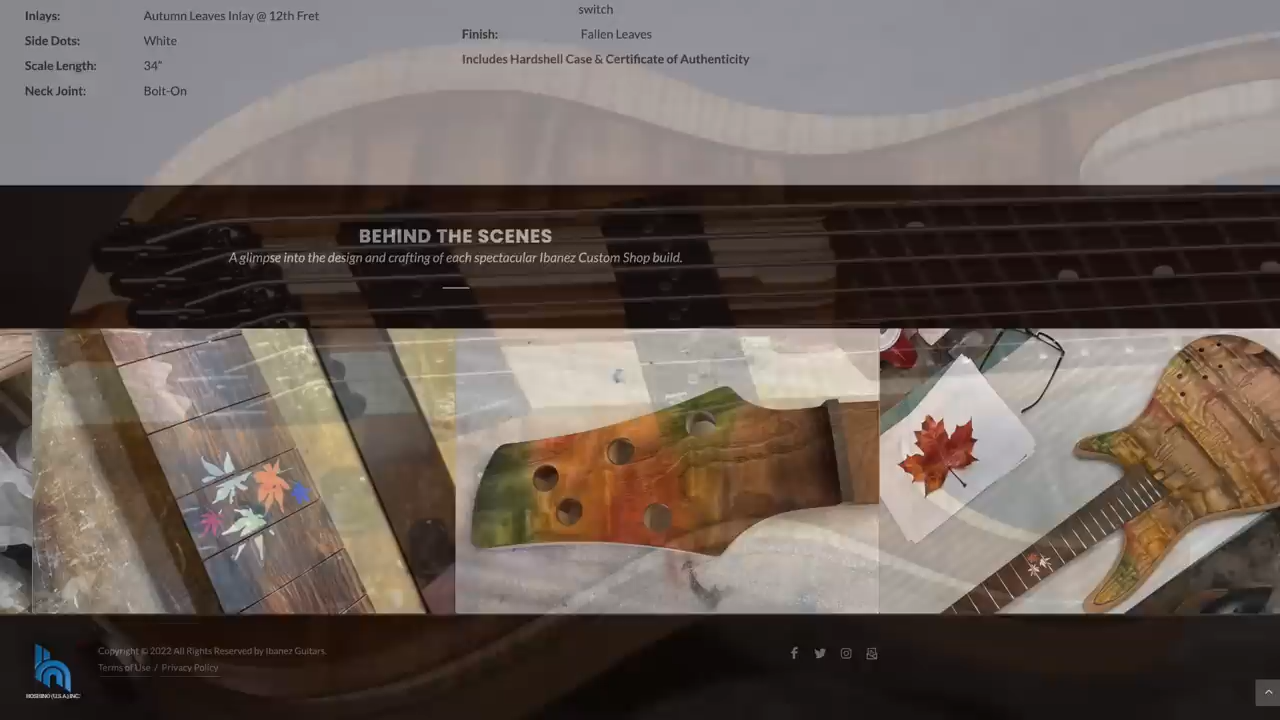 switch
Inlays: Autumn Leaves Inlay @ 12th Fret
Finish: Fallen Leaves
Side Dots: White
Includes Hardshell Case & Certificate of Authenticity
Scale Length: 34"
Neck Joint: Bolt-On
BEHIND THE SCENES
A glimpse into the design and crafting of each spectacular Ibanez Custom Shop build.
Copyright © 2022 All Rights Reserved by Ibanez Guitars.
Terms of Use / Privacy Policy
HOSHINO (U.S.A.) INC.